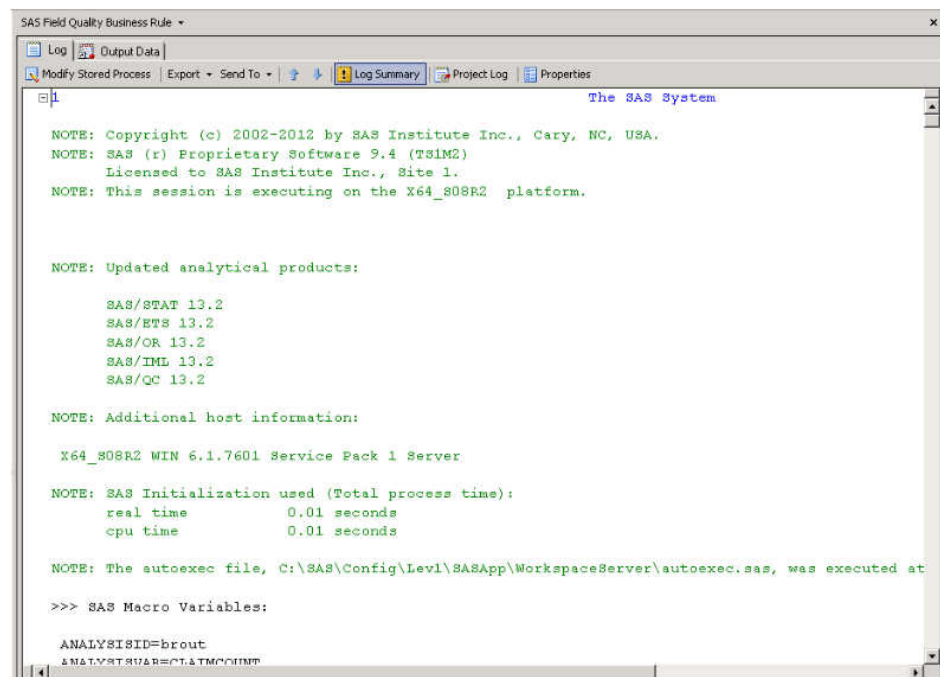 SAS Field Quality Business Rule
Log Output Data
Modify Stored Process Export Send To Log Summary Project Log Properties
1 The SAS System
NOTE: Copyright (c) 2002-2012 by SAS Institute Inc., Cary, NC, USA.
NOTE: SAS (r) Proprietary Software 9.4 (TS1M2)
Licensed to SAS Institute Inc., Site 1.
NOTE: This session is executing on the X64_S08R2 platform.
NOTE: Updated analytical products:
SAS/STAT 13.2
SAS/ETS 13.2
SAS/OR 13.2
SAS/IML 13.2
SAS/QC 13.2
NOTE: Additional host information:
X64_S08R2 WIN 6.1.7601 Service Pack 1 Server
NOTE: SAS Initialization used (Total process time):
real time 0.01 seconds
cpu time 0.01 seconds
NOTE: The autoexec file, C:\SAS\Config\Lev1\SASApp\WorkspaceServer\autoexec.sas, was executed at
>>> SAS Macro Variables:
ANALYSISID=brout
ANALYSISVAR=CLAIMCOUNT